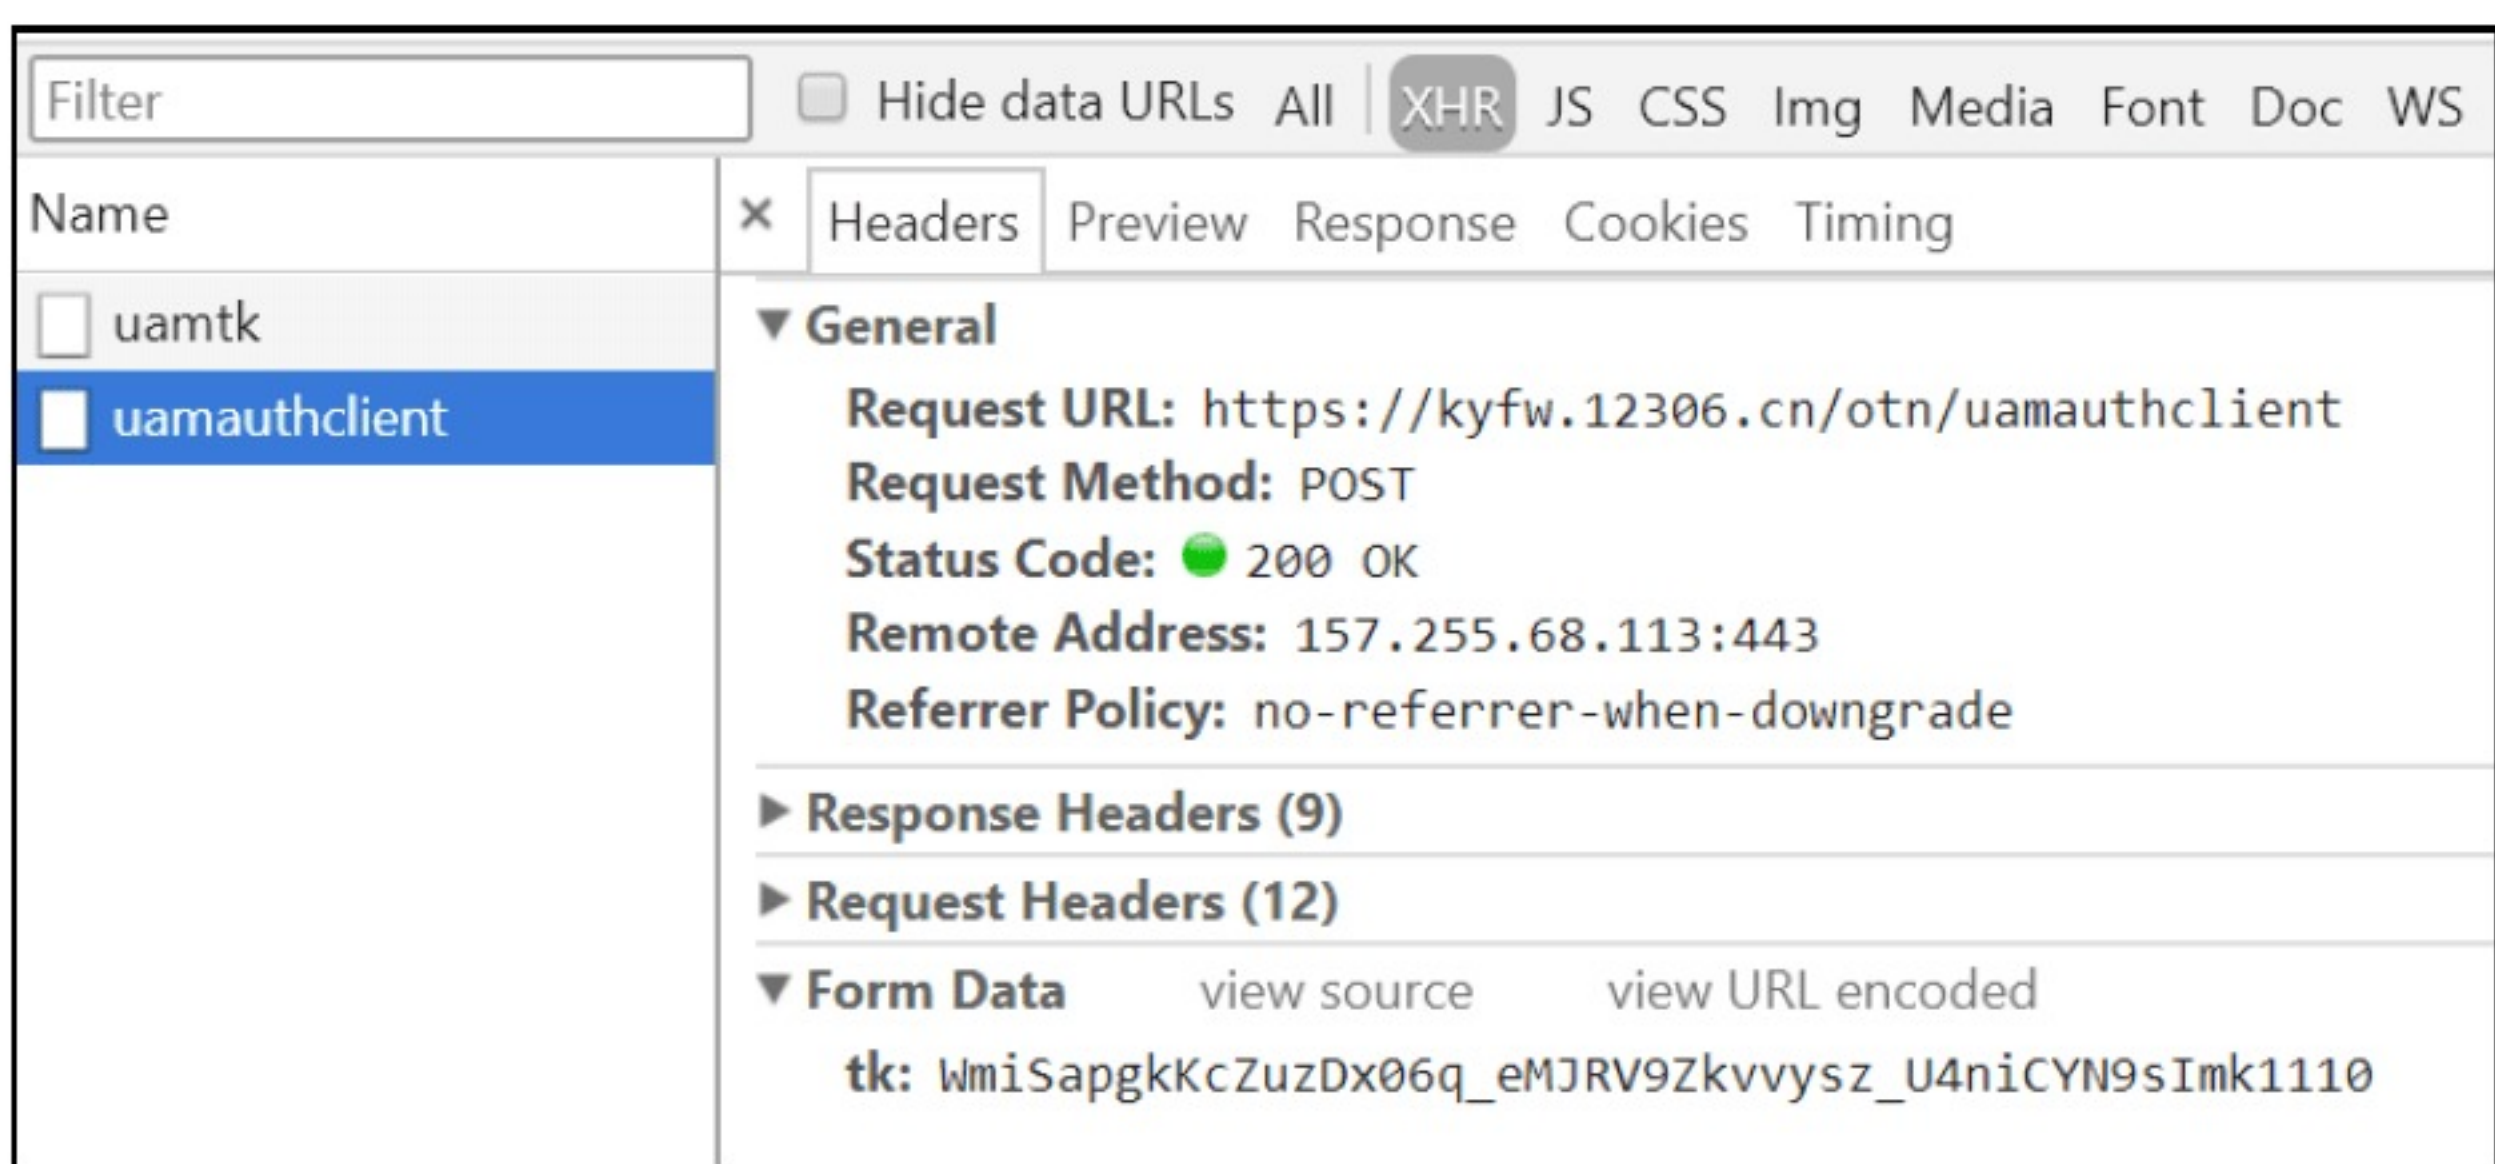 Filter Hide data URLs All XHR JS CSS Img Media Font Doc WS
Name
× Headers Preview Response Cookies Timing
uamtk
uamauthclient
General
Request URL: https://kyfw.12306.cn/otn/uamauthclient
Request Method: POST
Status Code: 200 OK
Remote Address: 157.255.68.113:443
Referrer Policy: no-referrer-when-downgrade
Response Headers (9)
Request Headers (12)
Form Data view source view URL encoded
tk: WmiSapgkKcZuzDx06q_eMJRV9Zkvvysz_U4niCYN9sImk1110